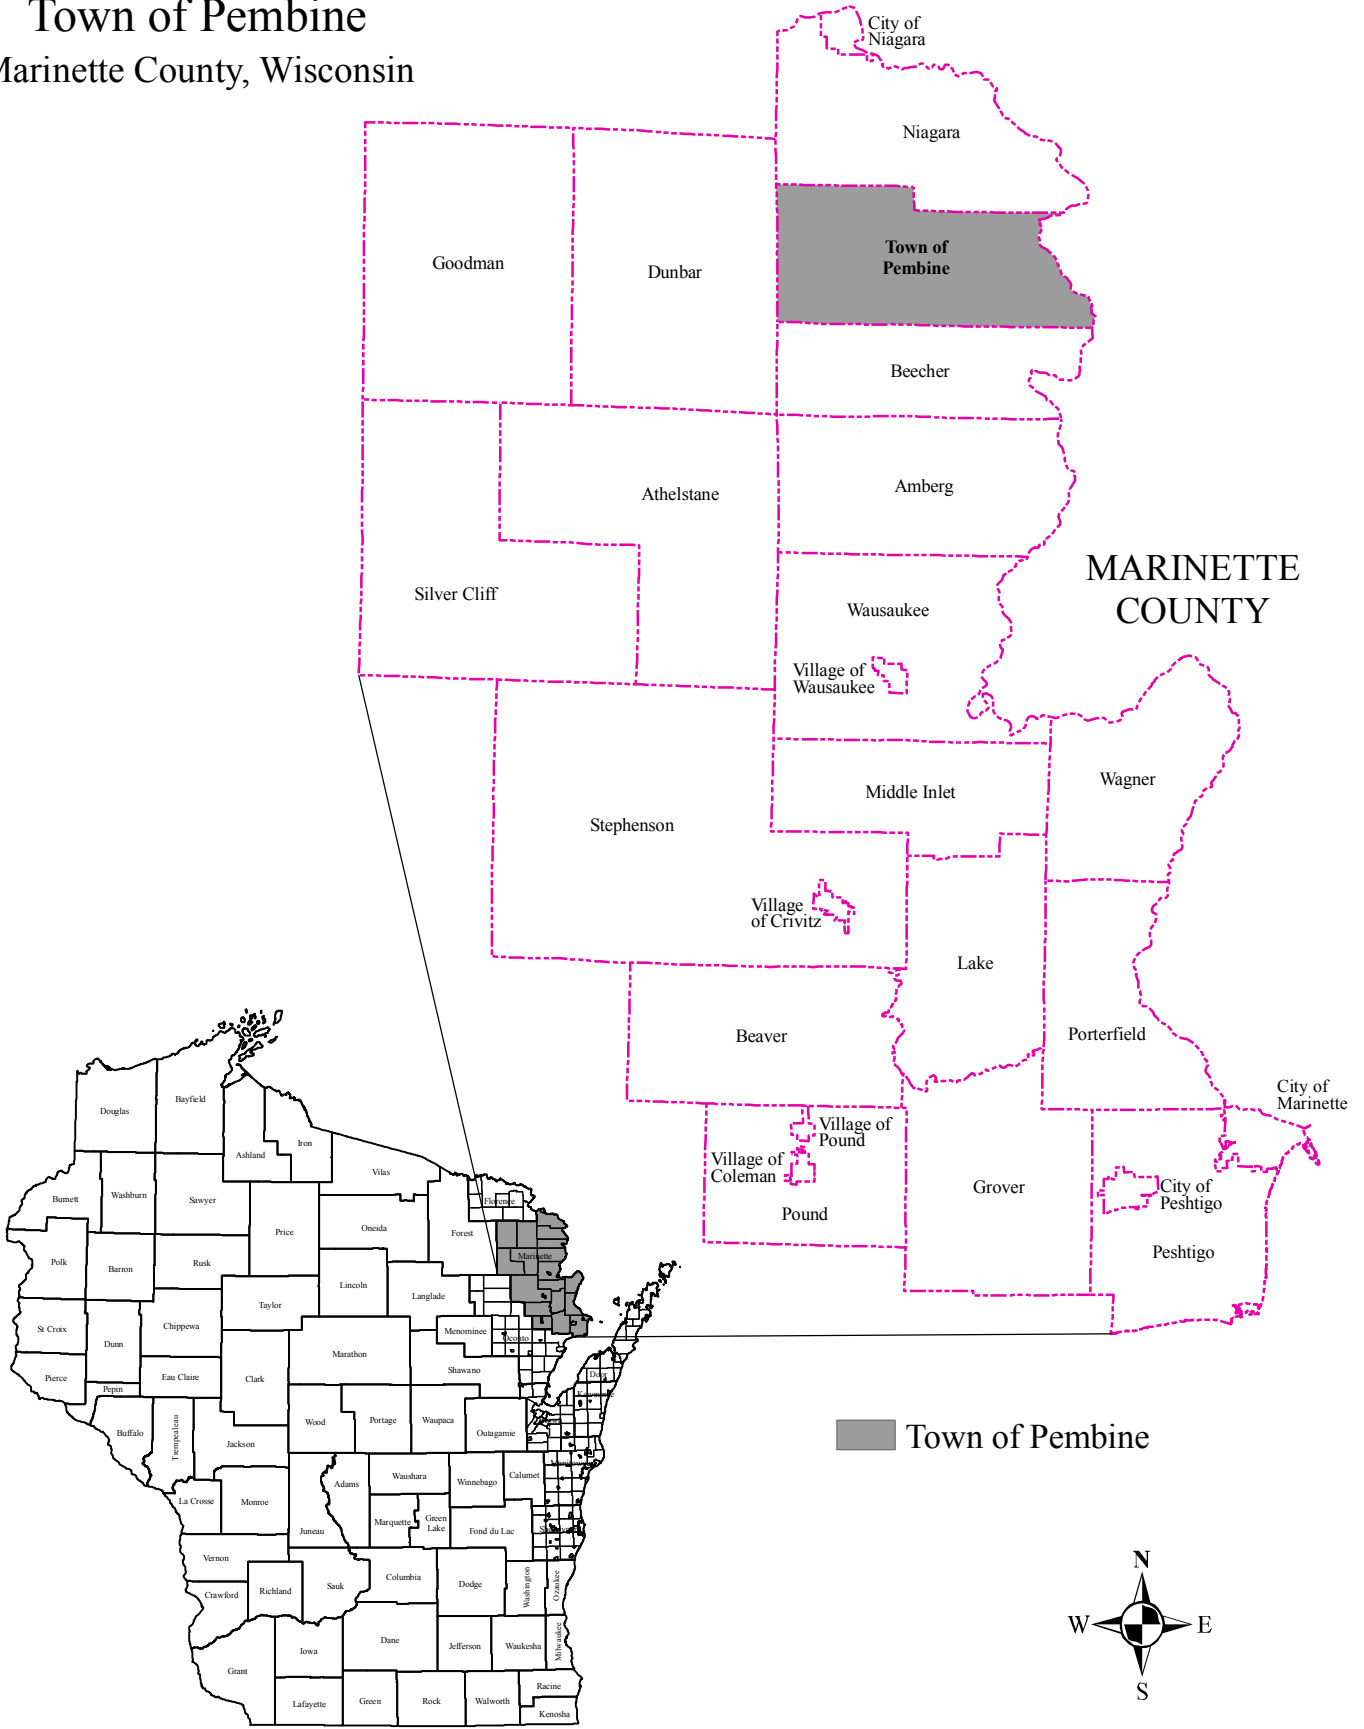 Town of Pembine
Marinette County, Wisconsin
City of
Niagara
Niagara
Goodman
Dunbar
Town of
Pembine
Beecher
Athelstane
Amberg
MARINETTE
COUNTY
Silver Cliff
Wausaukee
Village of
Wausaukee
Wagner
Middle Inlet
Stephenson
Village
of Crivitz
Lake
Beaver
Porterfield
City of
Marinette
Village of
Pound
Village of
Coleman
Grover
City of
Peshtigo
Pound
Peshtigo
Douglas
Bayfield
Ashland
Iron
Vilas
Burnett
Washburn
Sawyer
Price
Oneida
Forest
Florence
Marinette
Polk
Barron
Rusk
Lincoln
Langlade
Taylor
St Croix
Dunn
Chippewa
Marathon
Menominee
Oconto
Pierce
Pepin
Eau Claire
Clark
Shawano
Door
Kewaunee
Buffalo
Trempealeau
Jackson
Wood
Portage
Waupaca
Outagamie
Town of Pembine
Adams
Waushara
Winnebago
Calumet
La Crosse
Monroe
Juneau
Marquette
Green
Lake
Fond du Lac
Vernon
Crawford
Richland
Sauk
Columbia
Dodge
Washington
Ozaukee
Grant
Iowa
Dane
Jefferson
Waukesha
Milwaukee
Lafayette
Green
Rock
Walworth
Racine
Kenosha
N
W
E
S